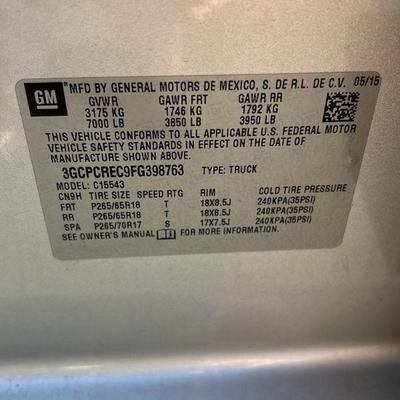 GM MFD BY GENERAL MOTORS DE MEXICO, S. DE R.L. DE C.V. 05/15
GVWR GAWR FRT GAWR RR
3175 KG 1746 KG 1792 KG
7000 LB 3850 LB 3950 LB
THIS VEHICLE CONFORMS TO ALL APPLICABLE U.S. FEDERAL MOTOR
VEHICLE SAFETY STANDARDS IN EFFECT ON THE DATE OF
MANUFACTURE SHOWN ABOVE.
3GCPCREC9FG398763 TYPE: TRUCK
MODEL: C15543
CN9H TIRE SIZE SPEED RTG RIM COLD TIRE PRESSURE
FRT P265/65R18 T 18X8.5J 240KPA(35PSI)
RR P265/65R18 T 18X8.5J 240KPA(35PSI)
SPA P265/70R17 S 17X7.5J 240KPA(35PSI)
SEE OWNER'S MANUAL FOR ADDITIONAL INFORMATION.